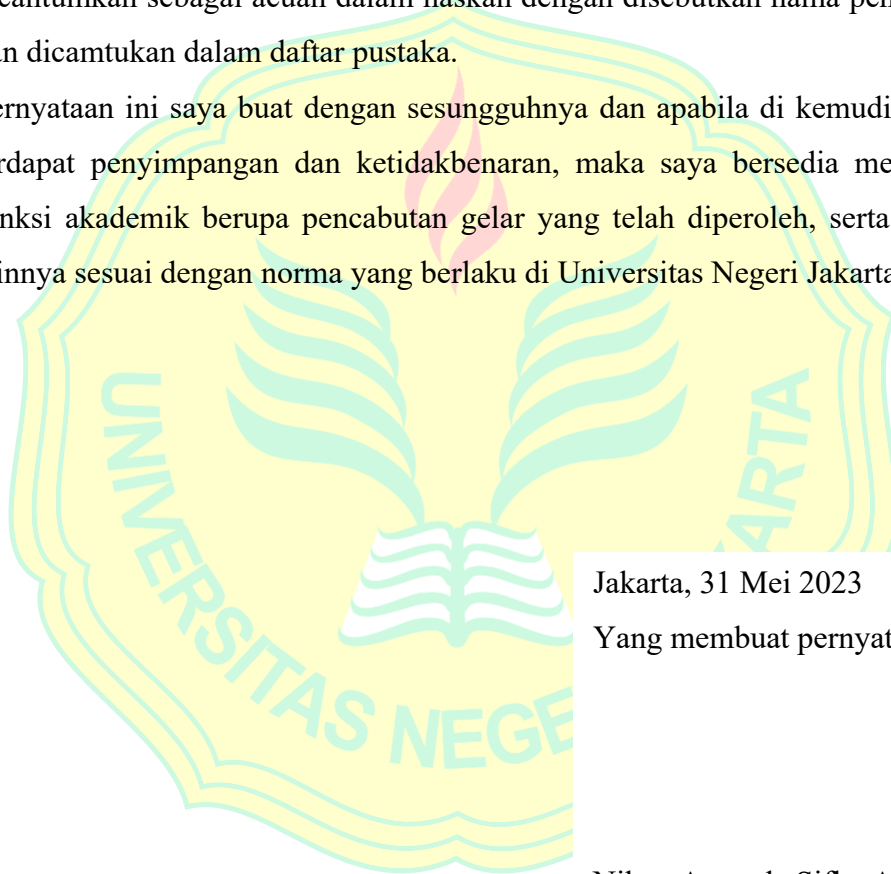 sebagai acuan dalam naskah dengan disebutkan nama
dicamtukan dalam daftar pustaka.
ernyataan ini saya buat dengan sesungguhnya dan apabila di kemudi
rdapat penyimpangan dan ketidakbenaran, maka saya bersedia me
nksi akademik berupa pencabutan gelar yang telah diperoleh, serta
innya sesuai dengan norma yang berlaku di Universitas Negeri Jakarta
UNIVERSITAS NEGE
ARTA
Jakarta, 31 Mei 2023
Yang membuat pernyat